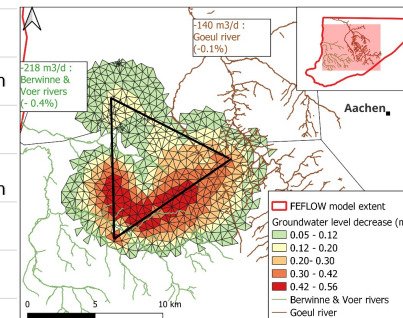 -140 m3/d :
Goeul river
(-0.1%)
-218 m3/d :
Berwinne &
Voer rivers
(- 0.4%)
Aachen
FEFLOW model extent
Groundwater level decrease (m
0.05 - 0.12
0.12 - 0.20
0.20- 0.30
0.30 - 0.42
0.42 - 0.56
Berwinne & Voer rivers
Goeul river
0 5 10 km